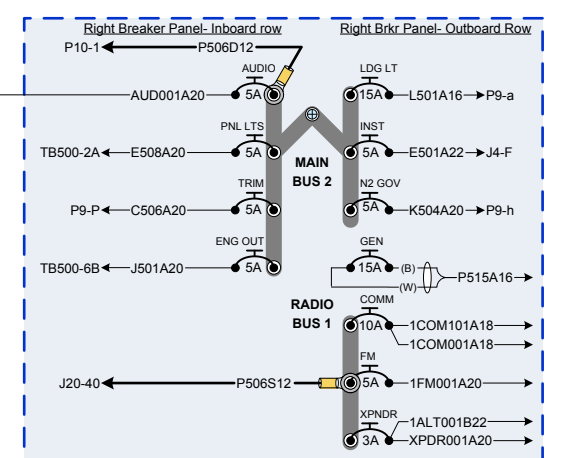 Right Breaker Panel- Inboard row
Right Brkr Panel- Outboard Row
P10-1
P506D12
AUDIO
LDG LT
AUD001A20
5A
15A
L501A16
P9-a
PNL LTS
INST
TB500-2A
E508A20
5A
MAIN
BUS 2
5A
E501A22
J4-F
TRIM
N2 GOV
P9-P
C506A20
5A
5A
K504A20
P9-h
ENG OUT
GEN
TB500-6B
J501A20
5A
15A
(B)
(W)
P515A16
RADIO
BUS 1
COMM
10A
1COM101A18
1COM001A18
FM
J20-40
P506S12
5A
1FM001A20
XPNDR
3A
1ALT001B22
XPDR001A20